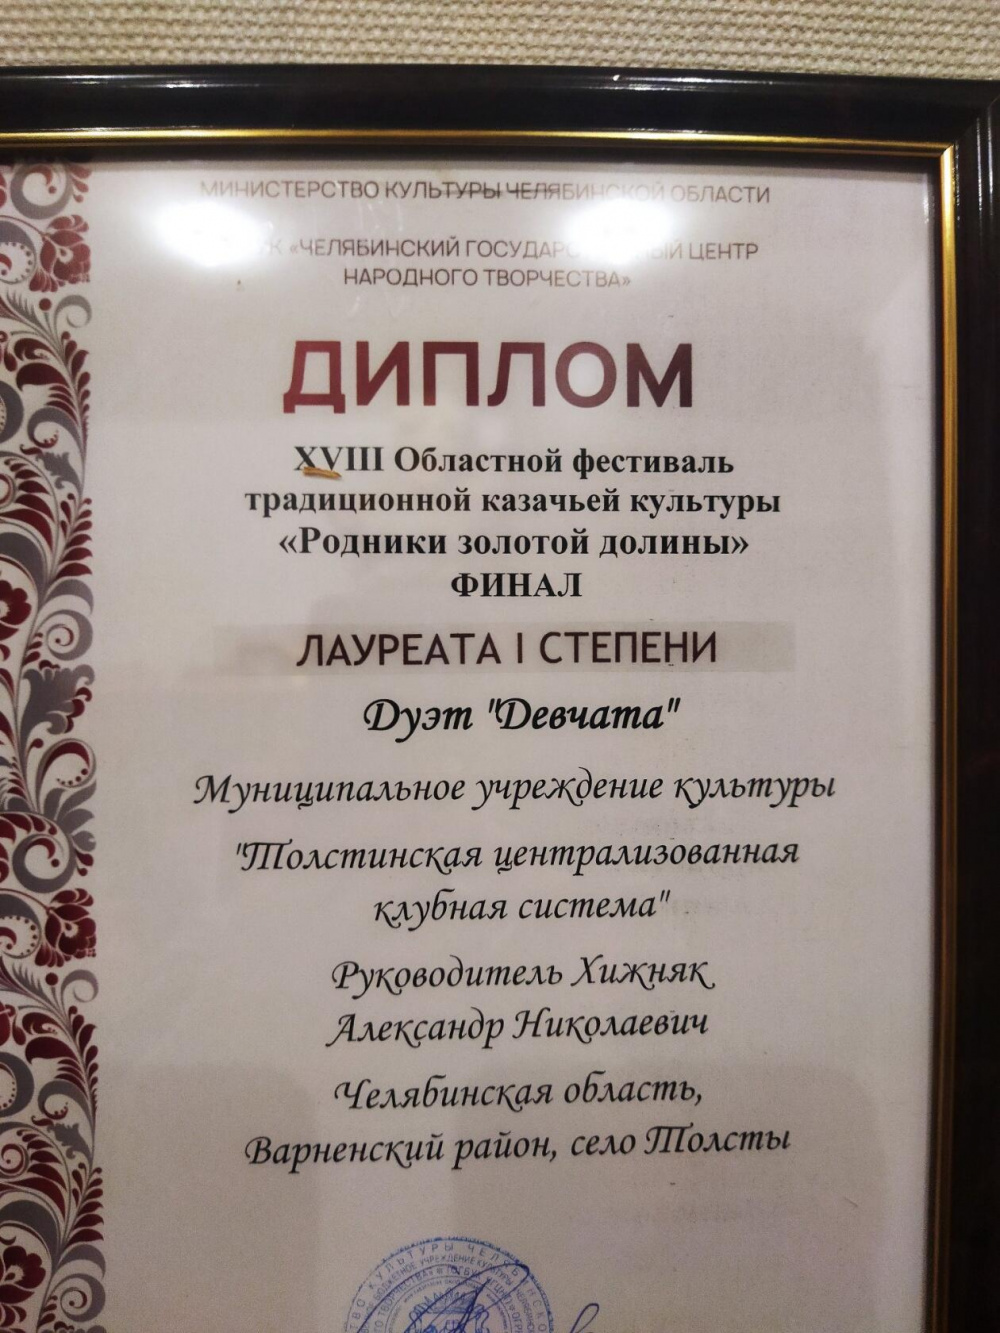 МИНИСТЕРСТВО КУЛЬТУРЫ ЧЕЛЯБИНСКОЙ ОБЛАСТИ
«ЧЕЛЯБИНСКИЙ ГОСУДАРСТВЕННЫЙ ЦЕНТР
НАРОДНОГО ТВОРЧЕСТВА»
ДИПЛОМ
XVIII Областной фестиваль
традиционной казачьей культуры
«Родники золотой долины»
ФИНАЛ
ЛАУРЕАТА I СТЕПЕНИ
Дуэт "Девчата"
Муниципальное учреждение культуры
"Толстинская централизованная
клубная система"
Руководитель Хижняк
Александр Николаевич
Челябинская область,
Варненский район, село Толсты